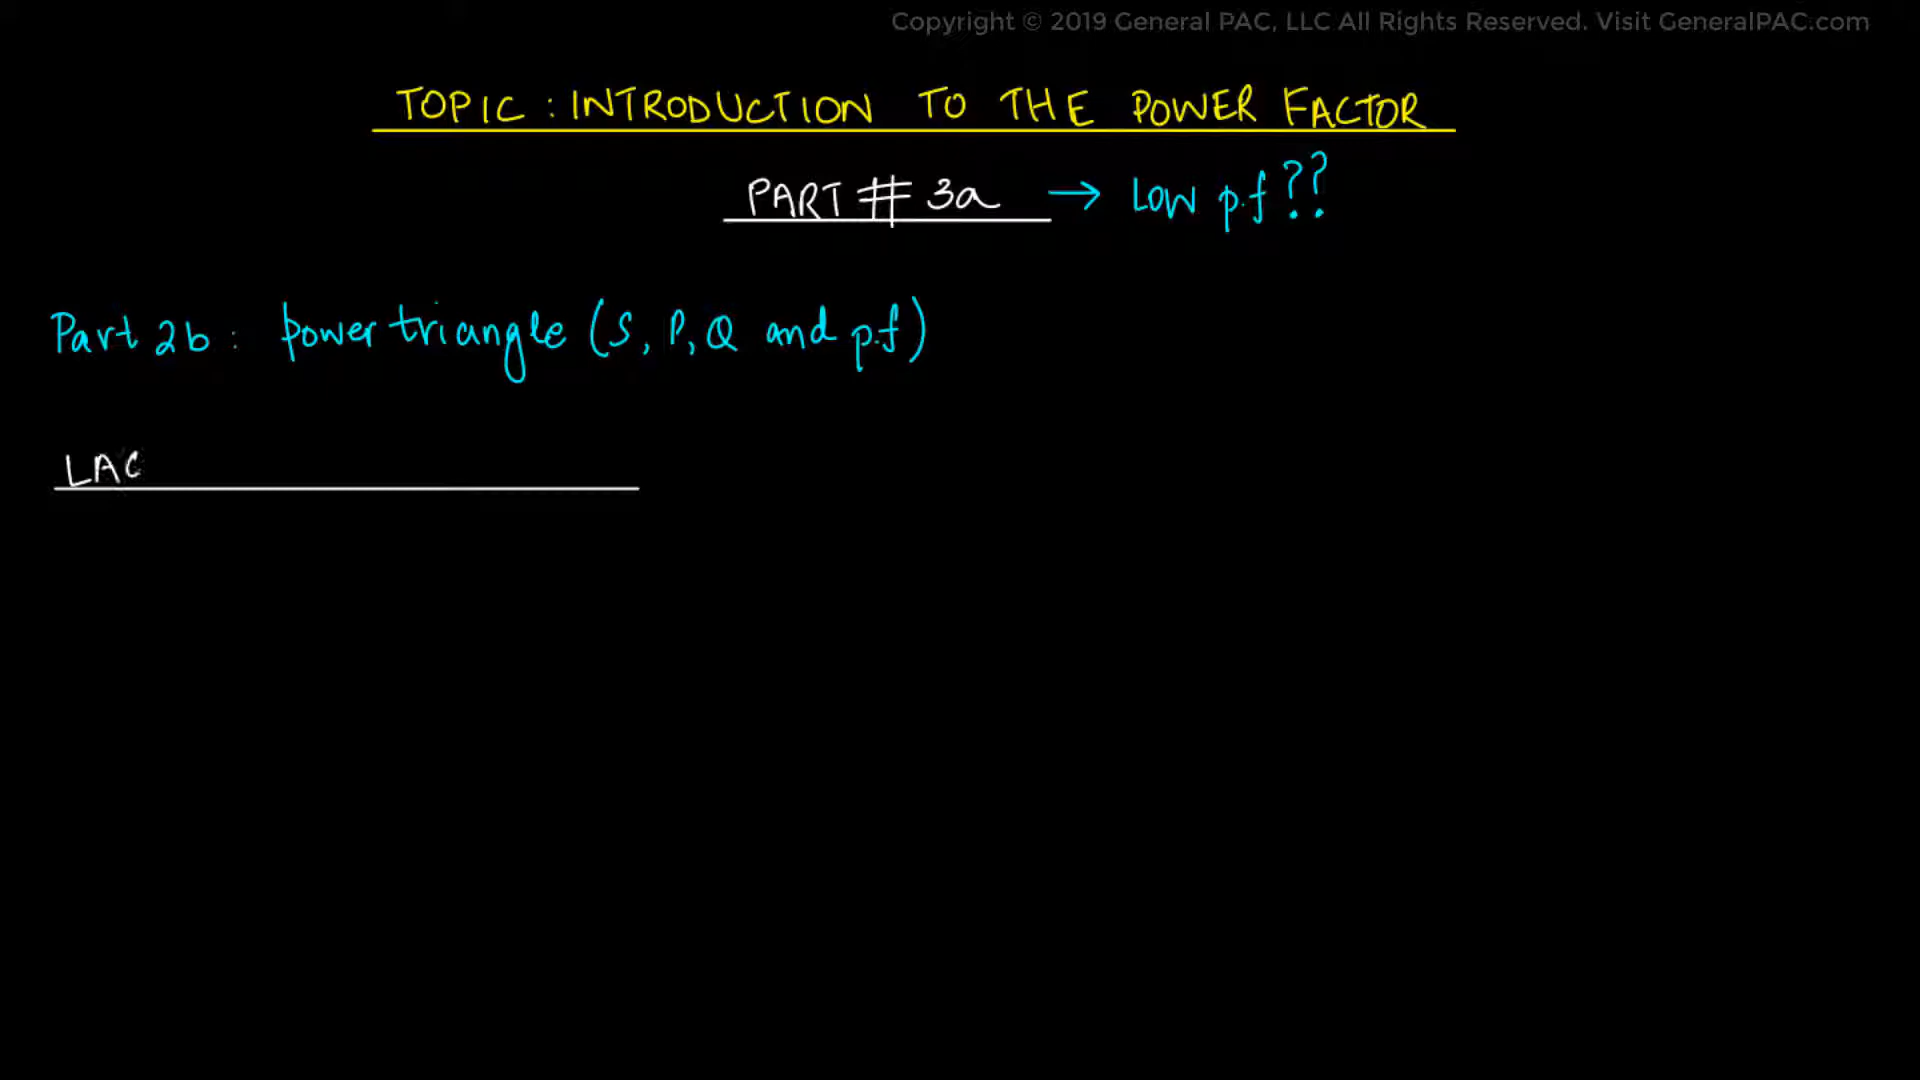 Copyright © 2019 General PAC, LLC All Rights Reserved. Visit GeneralPAC.com
TOPIC : INTRODUCTION TO THE POWER FACTOR
PART # 3a → LOW p.f ??
Part 2b : power triangle (S, P, Q and p.f)
LAC